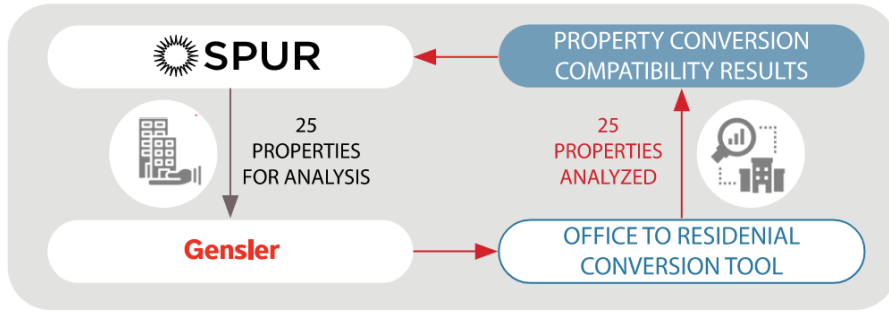 SPUR
PROPERTY CONVERSION
COMPATIBILITY RESULTS
25
PROPERTIES
FOR ANALYSIS
25
PROPERTIES
ANALYZED
Gensler
OFFICE TO RESIDENIAL
CONVERSION TOOL